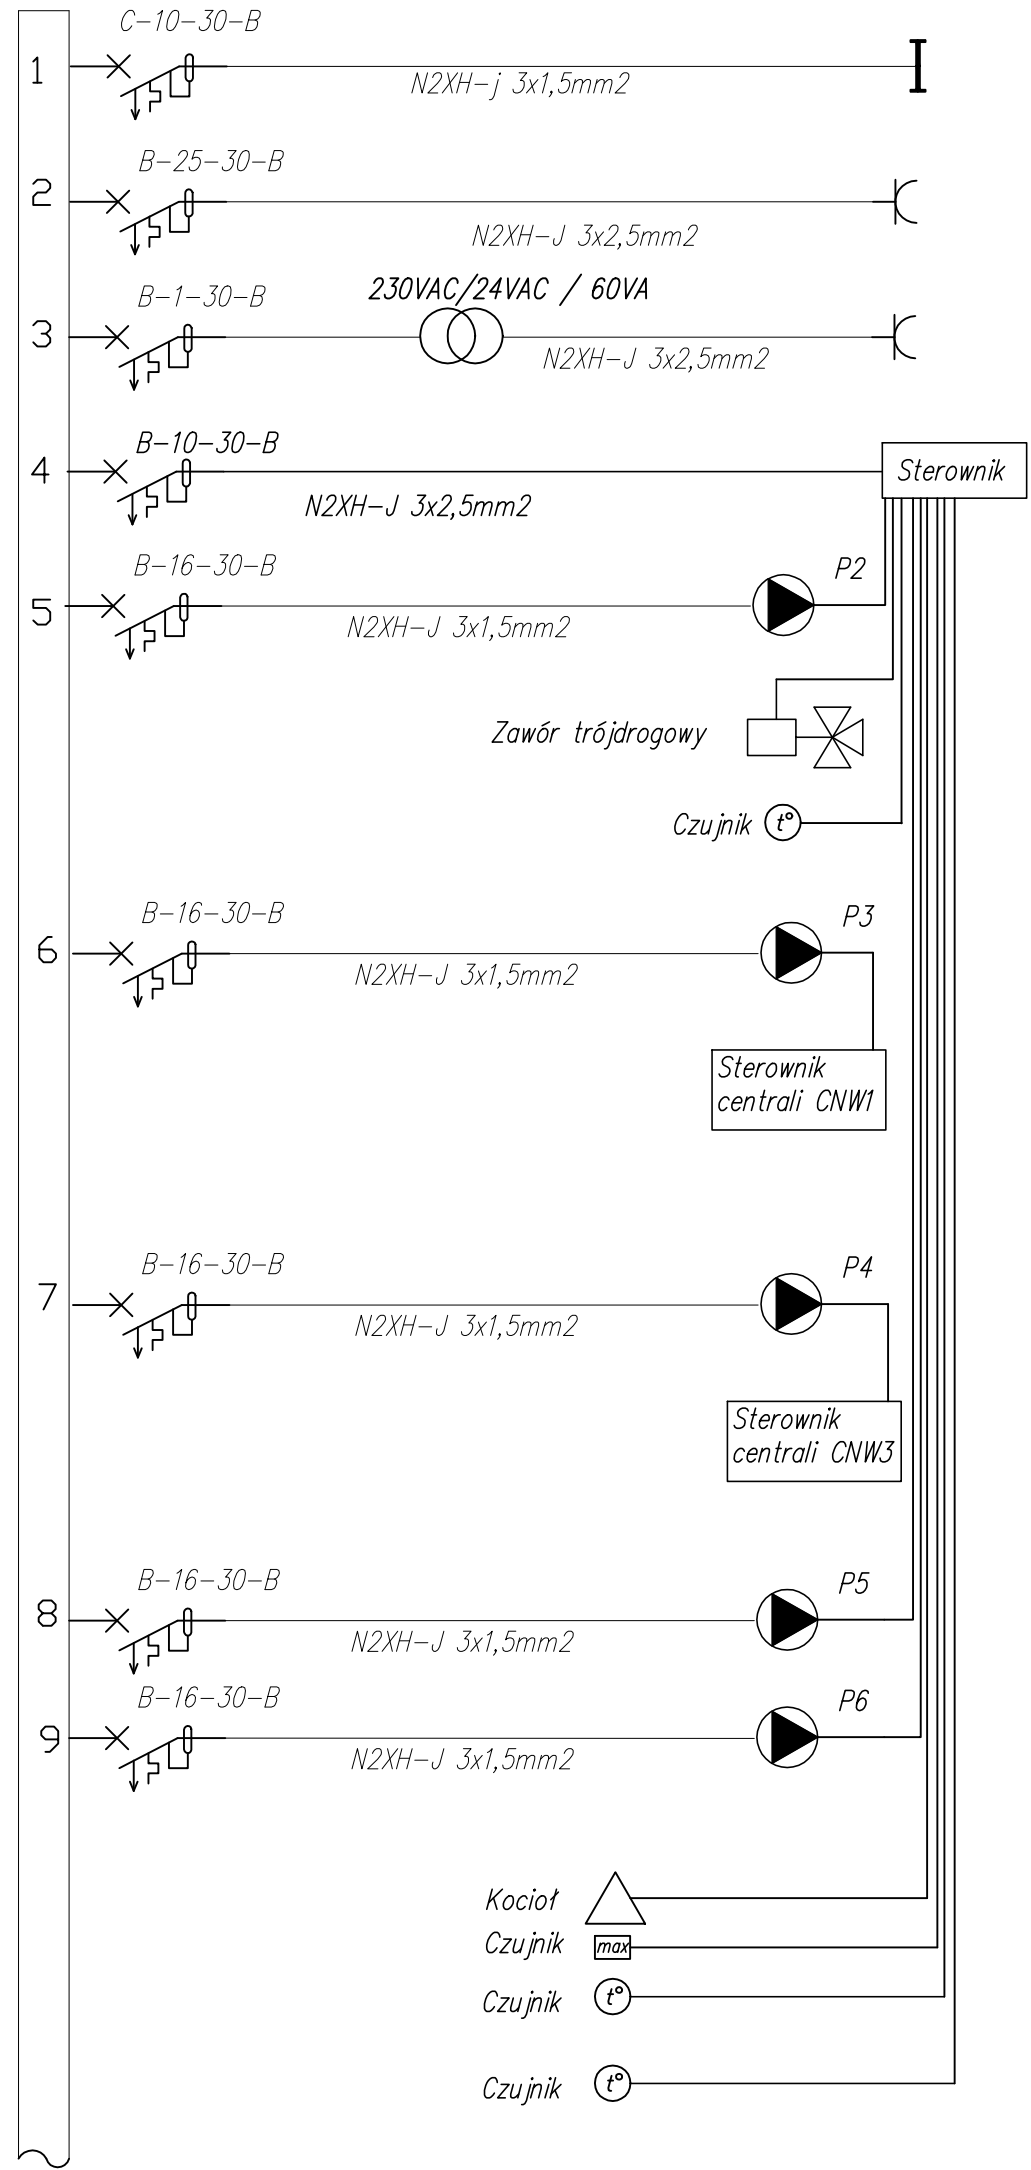 C-10-30-B
1
N2XH-j 3x1,5mm2
B-25-30-B
2
N2XH-J 3x2,5mm2
230VAC/24VAC / 60VA
B-1-30-B
3
N2XH-J 3x2,5mm2
B-10-30-B
4
Sterownik
N2XH-J 3x2,5mm2
B-16-30-B
P2
5
N2XH-J 3x1,5mm2
Zawór trójdrogowy
Czujnik t°
B-16-30-B
P3
6
N2XH-J 3x1,5mm2
Sterownik
centrali CNW1
B-16-30-B
P4
7
N2XH-J 3x1,5mm2
Sterownik
centrali CNW3
B-16-30-B
P5
8
N2XH-J 3x1,5mm2
B-16-30-B
P6
9
N2XH-J 3x1,5mm2
Kocioł
Czujnik max
Czujnik t°
Czujnik t°